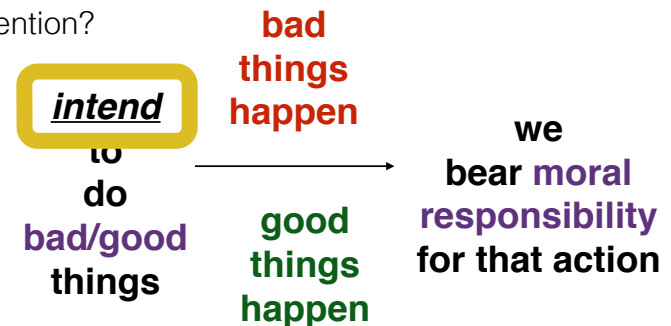 ention?
intend
to
do
bad/good
things
bad
things
happen
good
things
happen
we
bear moral
responsibility
for that action